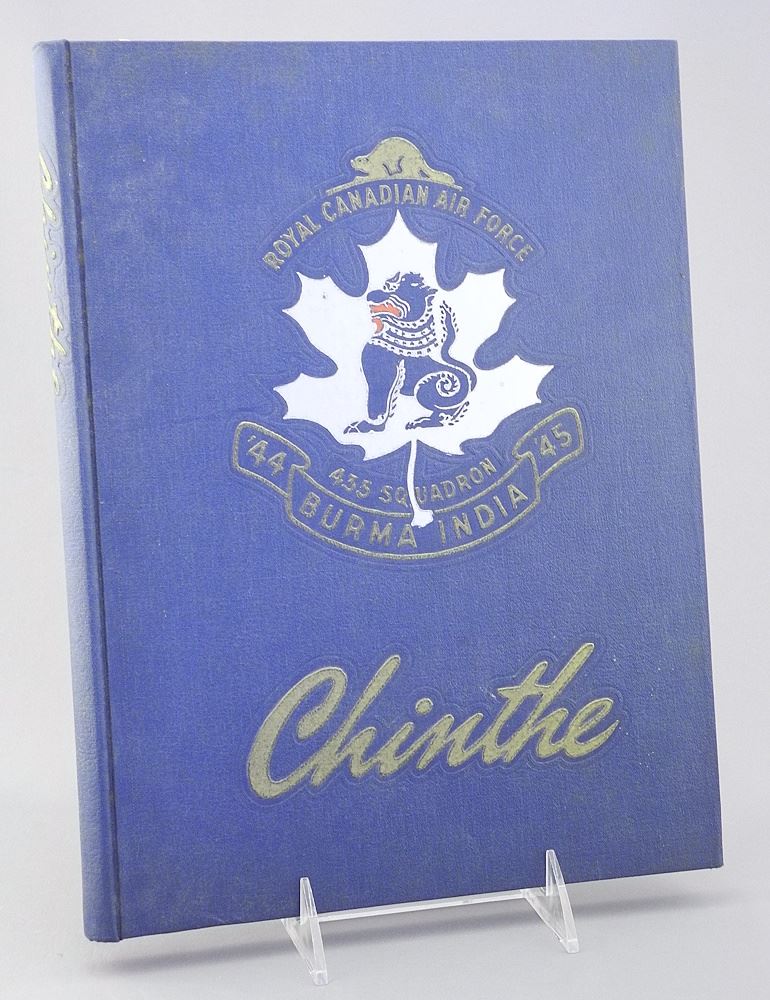 ROYAL CANADIAN AIR FORCE
'44
'45
435 SQUADRON
BURMA INDIA
Chinthe
Chinthe